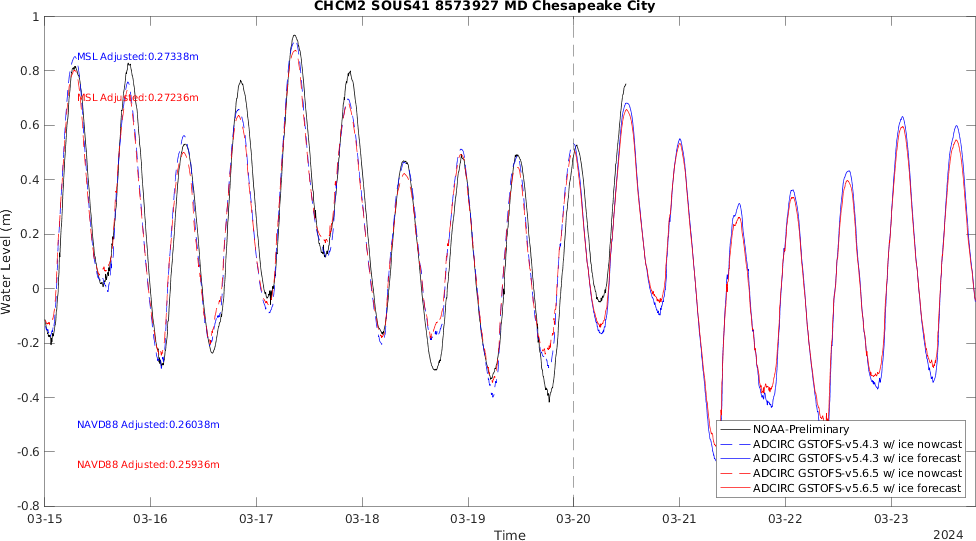 CHCM2 SOUS41 8573927 MD Chesapeake City
1
0.8
0.6
0.4
0.2
0
-0.2
-0.4
-0.6
-0.8
Water Level (m)
MSL Adjusted:0.27338m
MSL Adjusted:0.27236m
NAVD88 Adjusted:0.26038m
NAVD88 Adjusted:0.25936m
NOAA-Preliminary
ADCIRC GSTOFS-v5.4.3 w/ ice nowcast
ADCIRC GSTOFS-v5.4.3 w/ ice forecast
ADCIRC GSTOFS-v5.6.5 w/ ice nowcast
ADCIRC GSTOFS-v5.6.5 w/ ice forecast
03-15 03-16 03-17 03-18 03-19 03-20 03-21 03-22 03-23
Time
2024